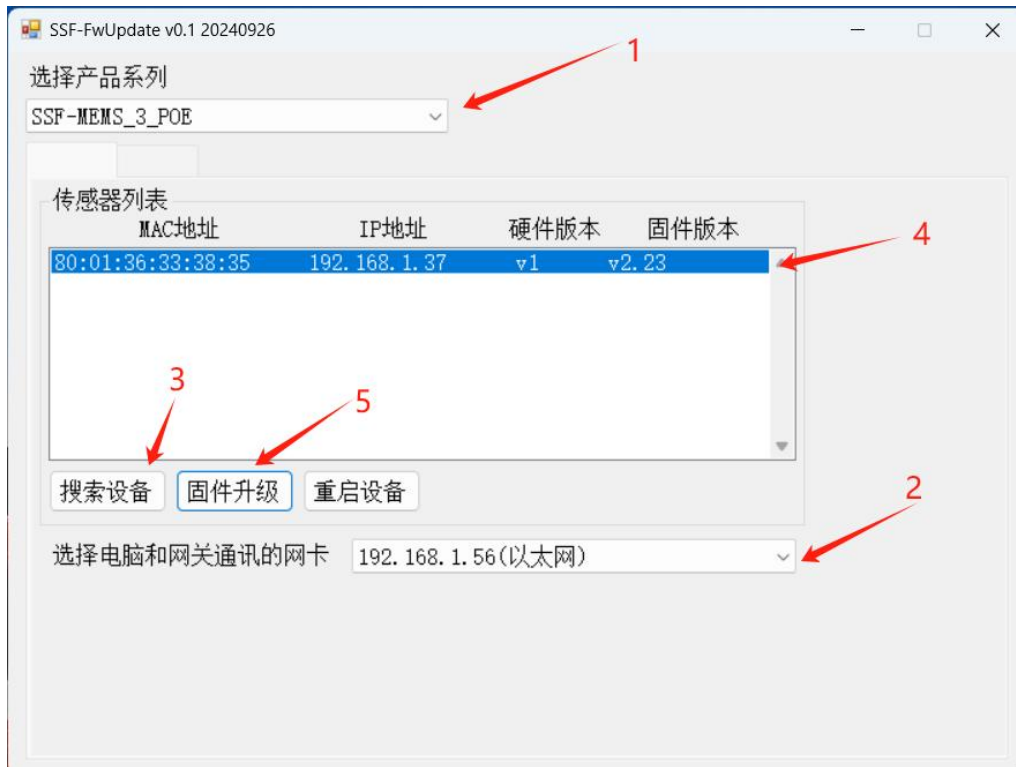 SSF-FwUpdate v0.1 20240926
1
选择产品系列
SSF-MEMS_3_POE
传感器列表
MAC地址 IP地址 硬件版本 固件版本
4
80:01:36:33:38:35 192.168.1.37 v1 v2.23
3
5
搜索设备 固件升级 重启设备
2
选择电脑和网关通讯的网卡 192.168.1.56(以太网)